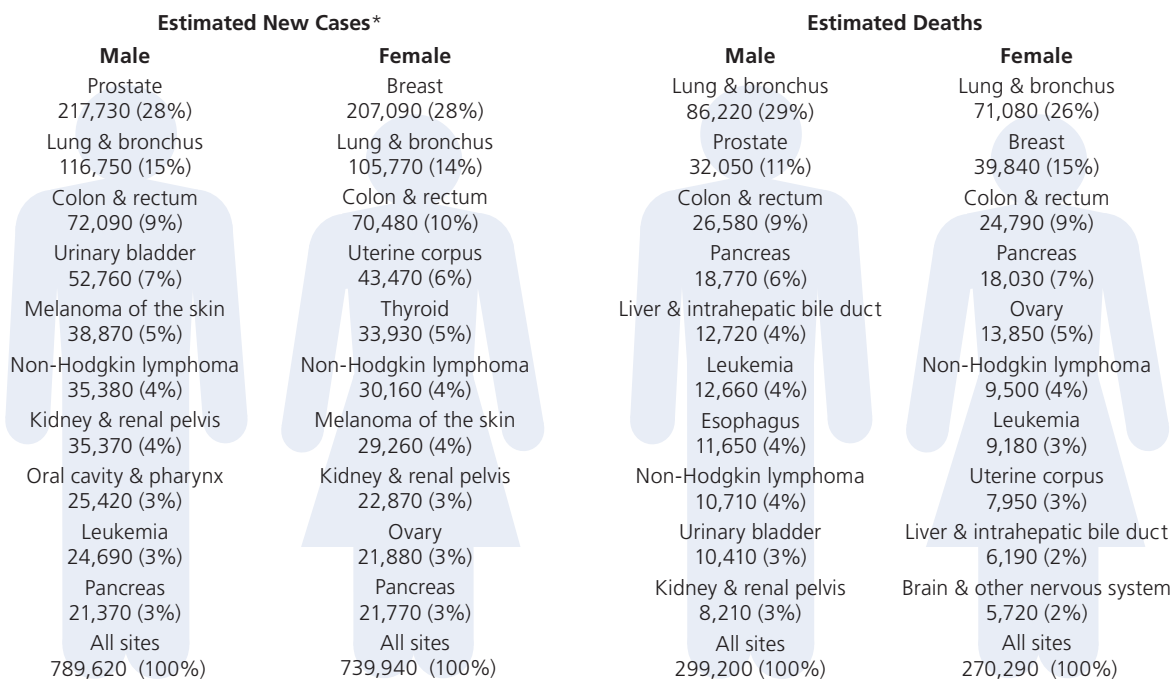 Estimated New Cases*
Male
Prostate
217,730 (28%)
Lung & bronchus
116,750 (15%)
Colon & rectum
72,090 (9%)
Urinary bladder
52,760 (7%)
Melanoma of the skin
38,870 (5%)
Non-Hodgkin lymphoma
35,380 (4%)
Kidney & renal pelvis
35,370 (4%)
Oral cavity & pharynx
25,420 (3%)
Leukemia
24,690 (3%)
Pancreas
21,370 (3%)
All sites
789,620 (100%)
Female
Breast
207,090 (28%)
Lung & bronchus
105,770 (14%)
Colon & rectum
70,480 (10%)
Uterine corpus
43,470 (6%)
Thyroid
33,930 (5%)
Non-Hodgkin lymphoma
30,160 (4%)
Melanoma of the skin
29,260 (4%)
Kidney & renal pelvis
22,870 (3%)
Ovary
21,880 (3%)
Pancreas
21,770 (3%)
All sites
739,940 (100%)
Estimated Deaths
Male
Lung & bronchus
86,220 (29%)
Prostate
32,050 (11%)
Colon & rectum
26,580 (9%)
Pancreas
18,770 (6%)
Liver & intrahepatic bile duct
12,720 (4%)
Leukemia
12,660 (4%)
Esophagus
11,650 (4%)
Non-Hodgkin lymphoma
10,710 (4%)
Urinary bladder
10,410 (3%)
Kidney & renal pelvis
8,210 (3%)
All sites
299,200 (100%)
Female
Lung & bronchus
71,080 (26%)
Breast
39,840 (15%)
Colon & rectum
24,790 (9%)
Pancreas
18,030 (7%)
Ovary
13,850 (5%)
Non-Hodgkin lymphoma
9,500 (4%)
Leukemia
9,180 (3%)
Uterine corpus
7,950 (3%)
Liver & intrahepatic bile duct
6,190 (2%)
Brain & other nervous system
5,720 (2%)
All sites
270,290 (100%)